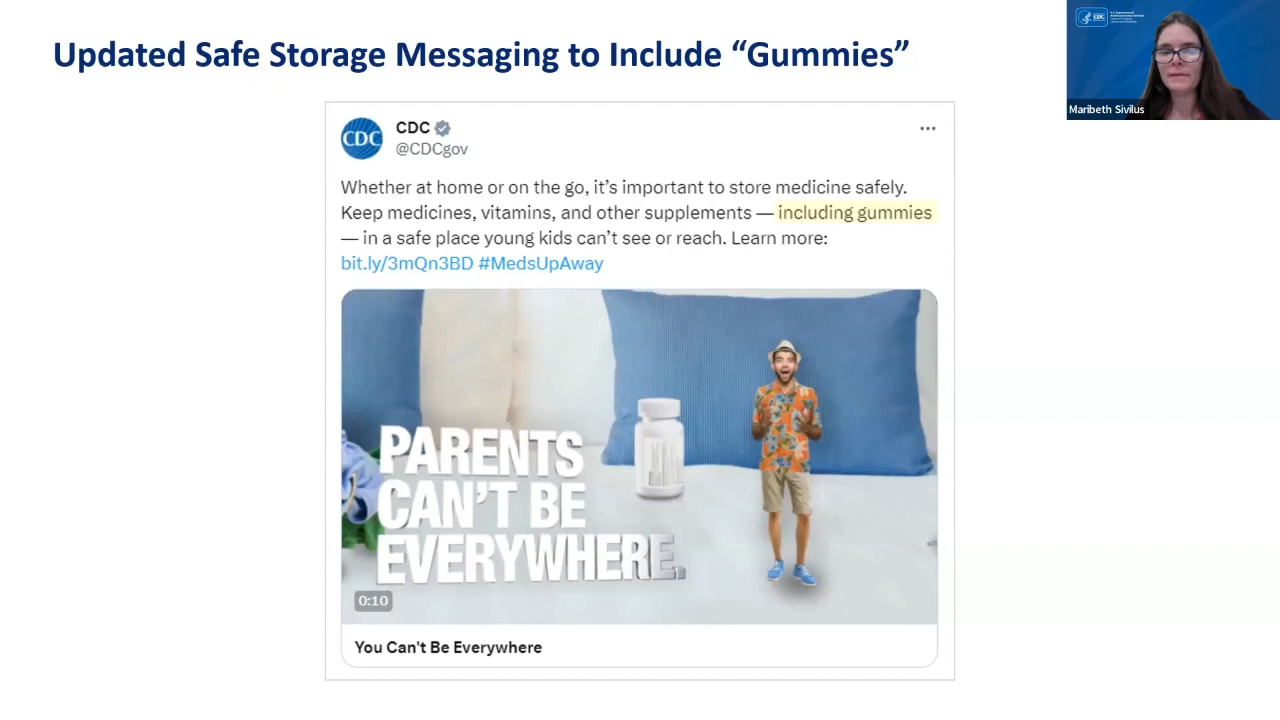 Updated Safe Storage Messaging to Include “Gummies”
CDC
Maribeth Sivilus
CDC
CDC
@CDCgov
Whether at home or on the go, it’s important to store medicine safely.
Keep medicines, vitamins, and other supplements — including gummies
— in a safe place young kids can’t see or reach. Learn more:
bit.ly/3mQn3BD #MedsUpAway
PARENTS
CAN’T BE
EVERYWHERE.
0:10
You Can't Be Everywhere